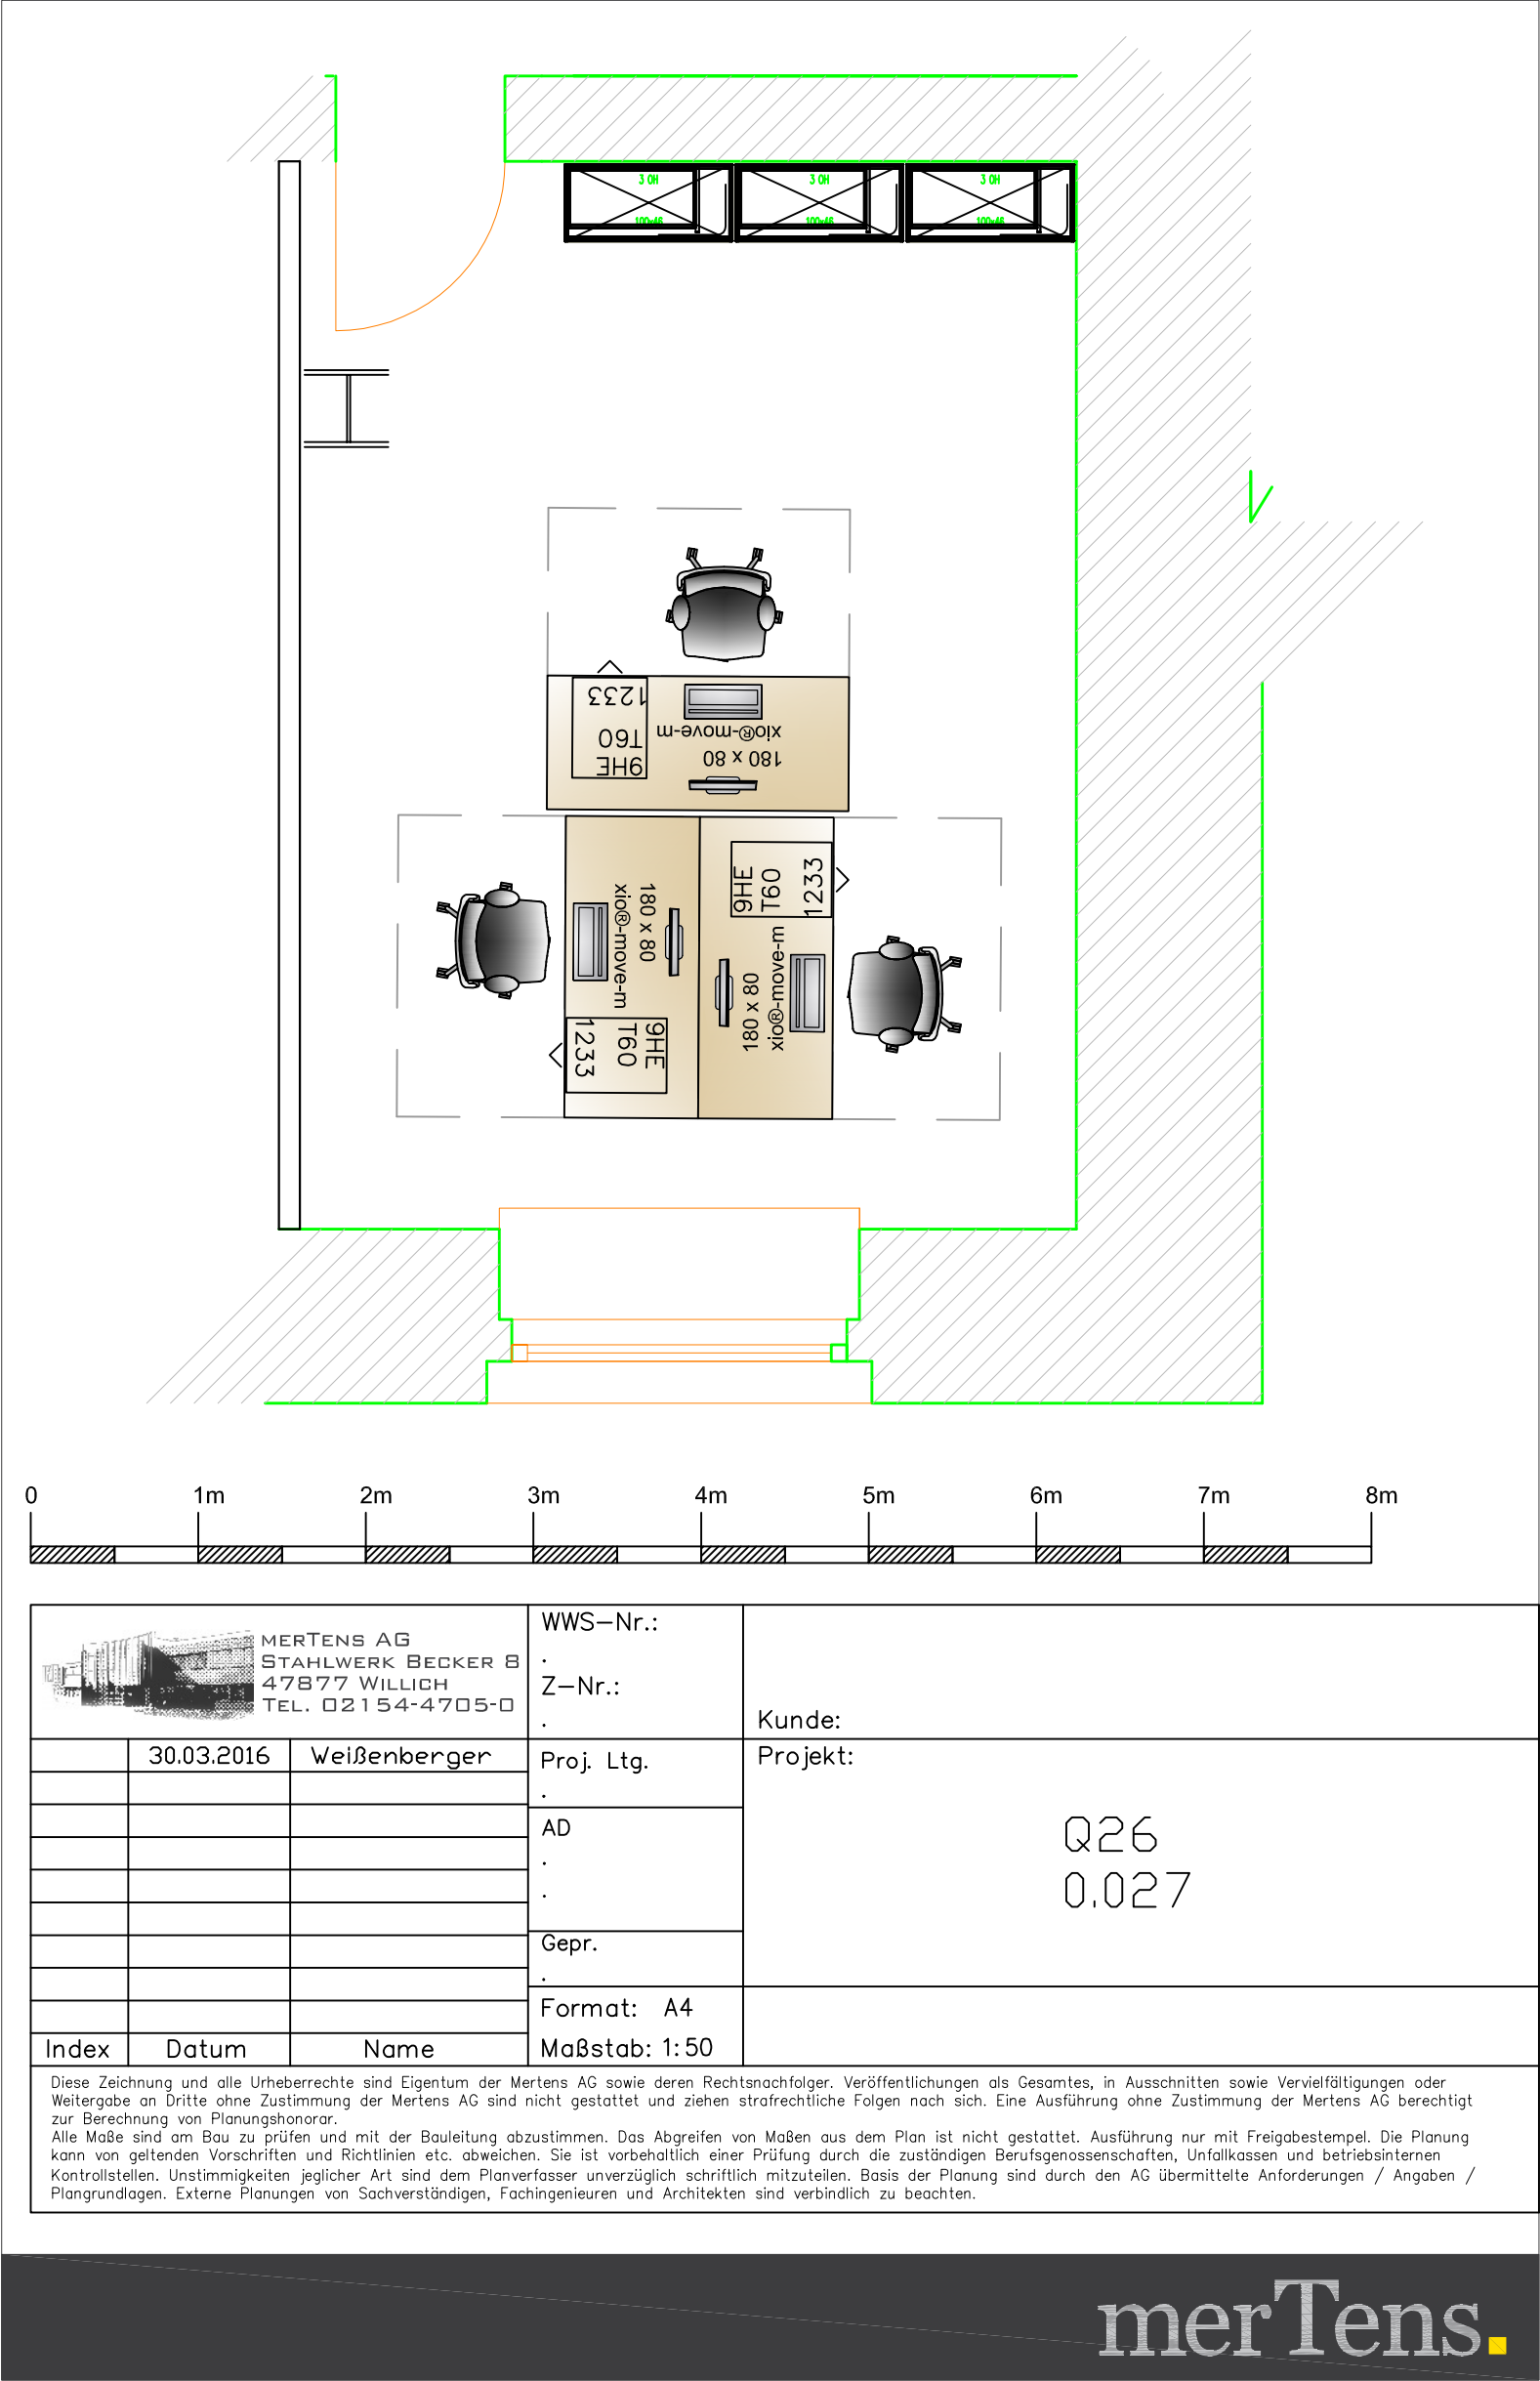 3 OH
100x46
3 OH
100x46
3 OH
100x46
1233
T60
9HE
xio®-move-m
180 x 80
180 x 80
xio®-move-m
9HE
T60
1233
9HE
T60
1233
180 x 80
xio®-move-m
0 1m 2m 3m 4m 5m 6m 7m 8m
merTens AG
Stahlwerk Becker 8
47877 Willich
Tel. 02154-4705-0
WWS-Nr.:
.
Z-Nr.:
.
Kunde:
30.03.2016 Weißenberger
Proj. Ltg.
.
AD
.
.
Gepr.
.
Projekt:
Q26
0.027
Format: A4
Maßstab: 1:50
Index Datum Name
Diese Zeichnung und alle Urheberrechte sind Eigentum der Mertens AG sowie deren Rechtsnachfolger. Veröffentlichungen als Gesamtes, in Ausschnitten sowie Vervielfältigungen oder
Weitergabe an Dritte ohne Zustimmung der Mertens AG sind nicht gestattet und ziehen strafrechtliche Folgen nach sich. Eine Ausführung ohne Zustimmung der Mertens AG berechtigt
zur Berechnung von Planungshonorar.
Alle Maße sind am Bau zu prüfen und mit der Bauleitung abzustimmen. Das Abgreifen von Maßen aus dem Plan ist nicht gestattet. Ausführung nur mit Freigabestempel. Die Planung
kann von geltenden Vorschriften und Richtlinien etc. abweichen. Sie ist vorbehaltlich einer Prüfung durch die zuständigen Berufsgenossenschaften, Unfallkassen und betriebsinternen
Kontrollstellen. Unstimmigkeiten jeglicher Art sind dem Planverfasser unverzüglich schriftlich mitzuteilen. Basis der Planung sind durch den AG übermittelte Anforderungen / Angaben /
Plangrundlagen. Externe Planungen von Sachverständigen, Fachingenieuren und Architekten sind verbindlich zu beachten.
merTens.